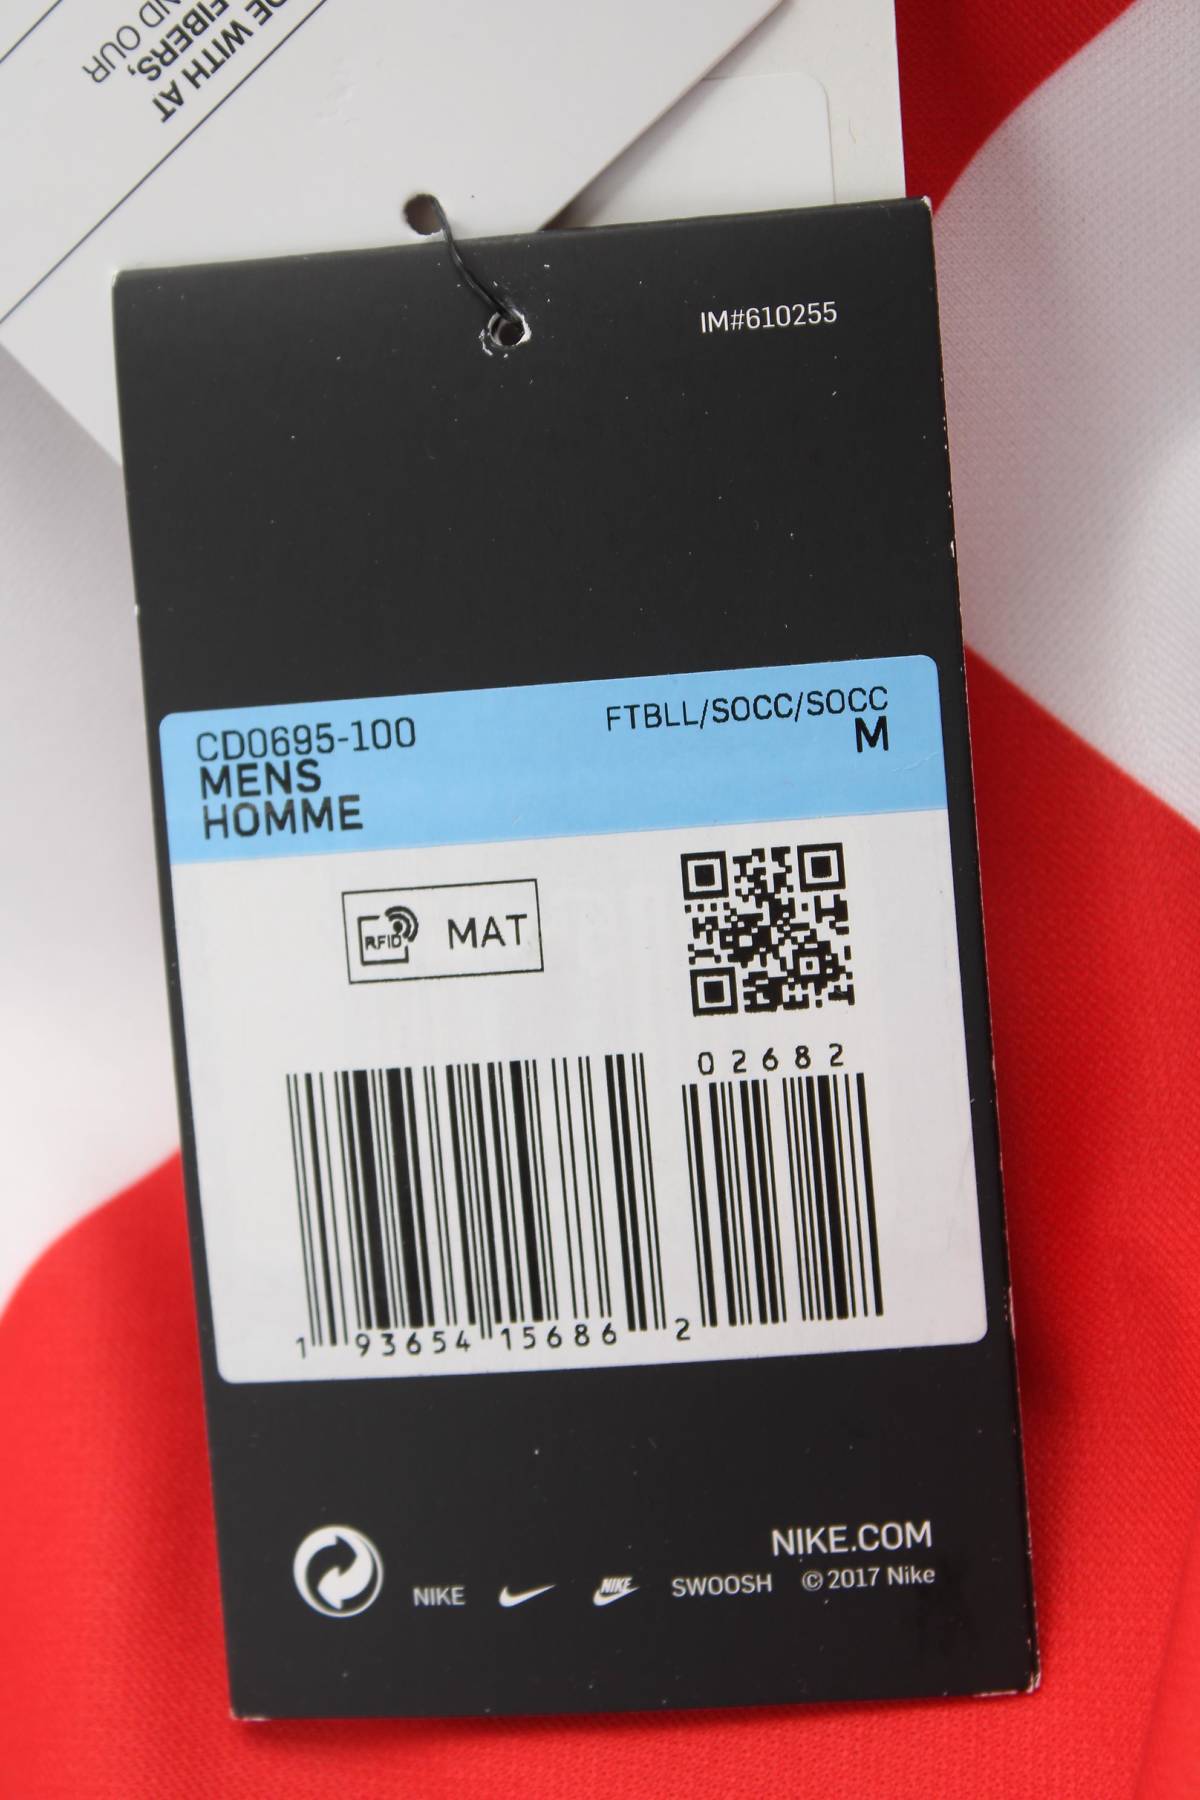 DE WITH AT
FIBERS,
ND OUR
IM#610255
CD0695-100
FTBLL/SOCC/SOCC
MENS
M
HOMME
RFID
MAT
02682
1 93654 15686 2
NIKE.COM
NIKE NIKE SWOOSH © 2017 Nike